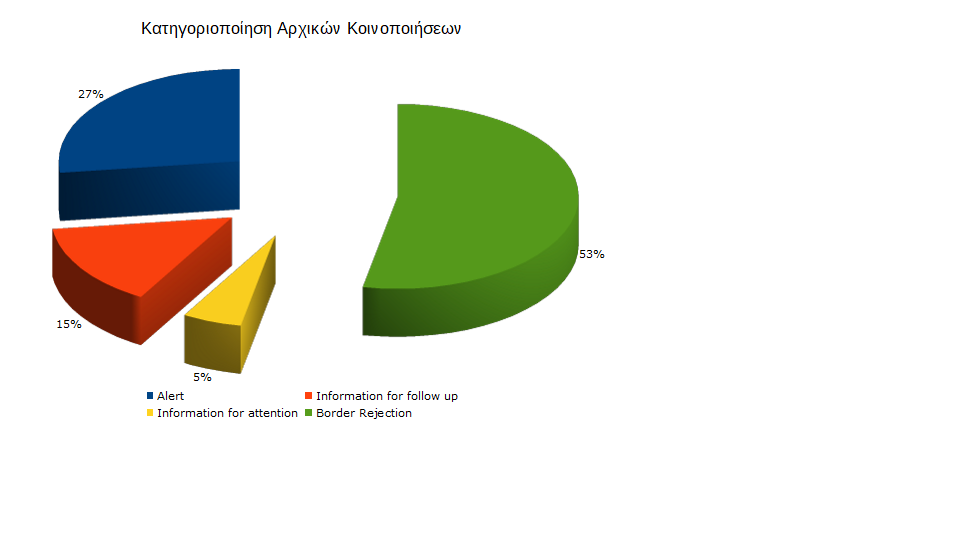 Κατηγοριοποίηση Αρχικών Κοινοποιήσεων
27%
53%
15%
5%
Alert
Information for follow up
Information for attention
Border Rejection